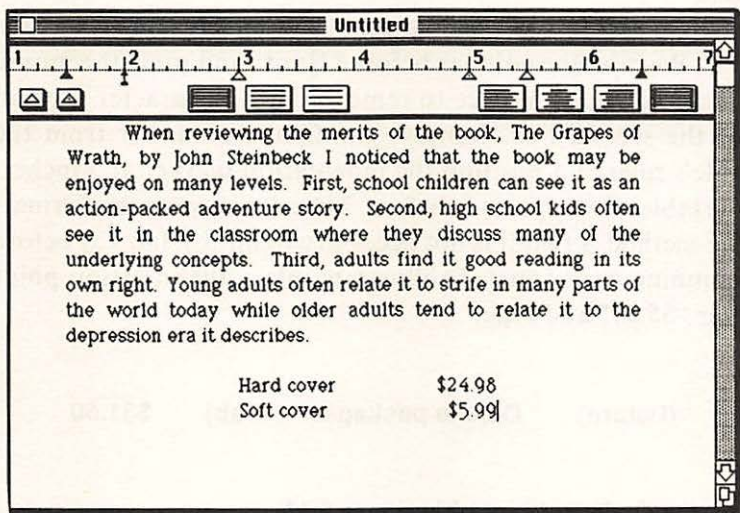 Untitled
1 2 3 4 5 6 7
When reviewing the merits of the book, The Grapes of
Wrath, by John Steinbeck I noticed that the book may be
enjoyed on many levels. First, school children can see it as an
action-packed adventure story. Second, high school kids often
see it in the classroom where they discuss many of the
underlying concepts. Third, adults find it good reading in its
own right. Young adults often relate it to strife in many parts of
the world today while older adults tend to relate it to the
depression era it describes.
Hard cover $24.98
Soft cover $5.99